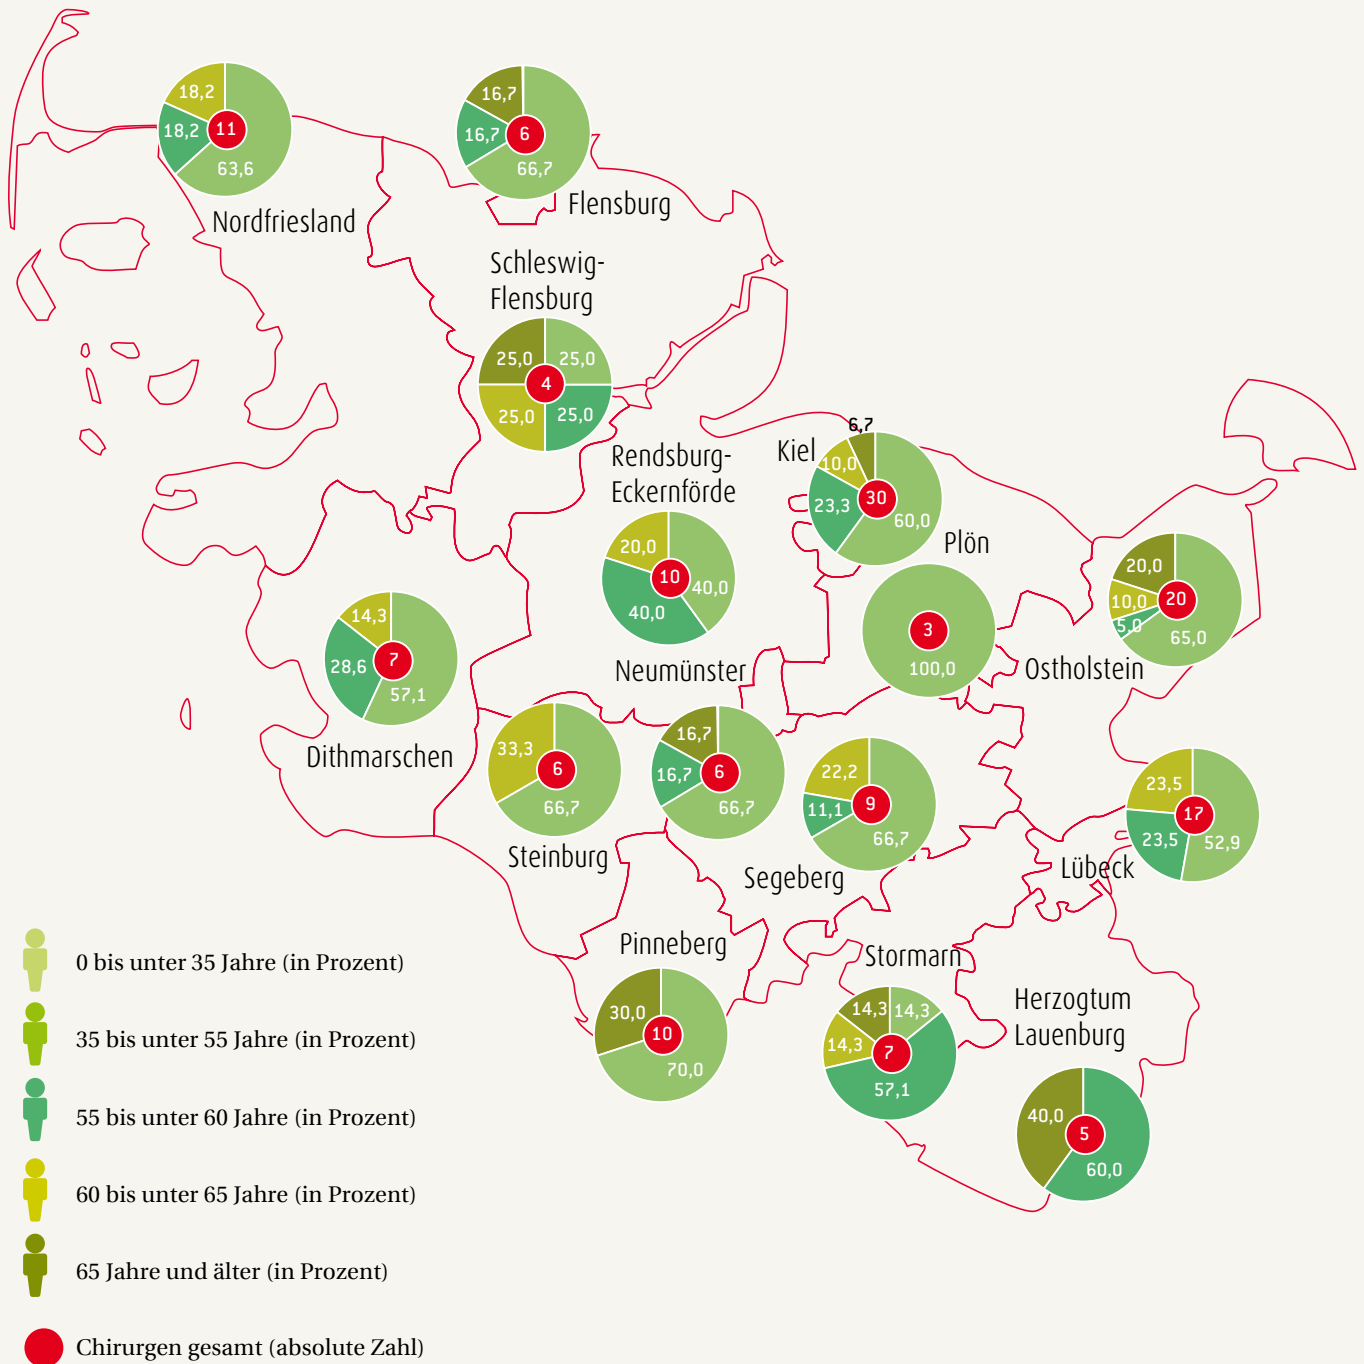 18,2
18,2
11
63,6
Nordfriesland
16,7
16,7
6
66,7
Flensburg
Schleswig-
Flensburg
25,0
25,0
4
25,0
25,0
Rendsburg-
Eckernförde
20,0
10
40,0
40,0
Kiel
6,7
10,0
23,3
30
60,0
Plön
3
100,0
20,0
10,0
20
5,0
65,0
Ostholstein
14,3
28,6
7
57,1
Dithmarschen
Neumünster
16,7
16,7
6
66,7
33,3
6
66,7
Steinburg
22,2
11,1
9
66,7
Segeberg
23,5
17
23,5
52,9
Lübeck
Pinneberg
30,0
10
70,0
Stormarn
14,3
14,3
14,3
7
57,1
Herzogtum
Lauenburg
40,0
5
60,0
0 bis unter 35 Jahre (in Prozent)
35 bis unter 55 Jahre (in Prozent)
55 bis unter 60 Jahre (in Prozent)
60 bis unter 65 Jahre (in Prozent)
65 Jahre und älter (in Prozent)
Chirurgen gesamt (absolute Zahl)